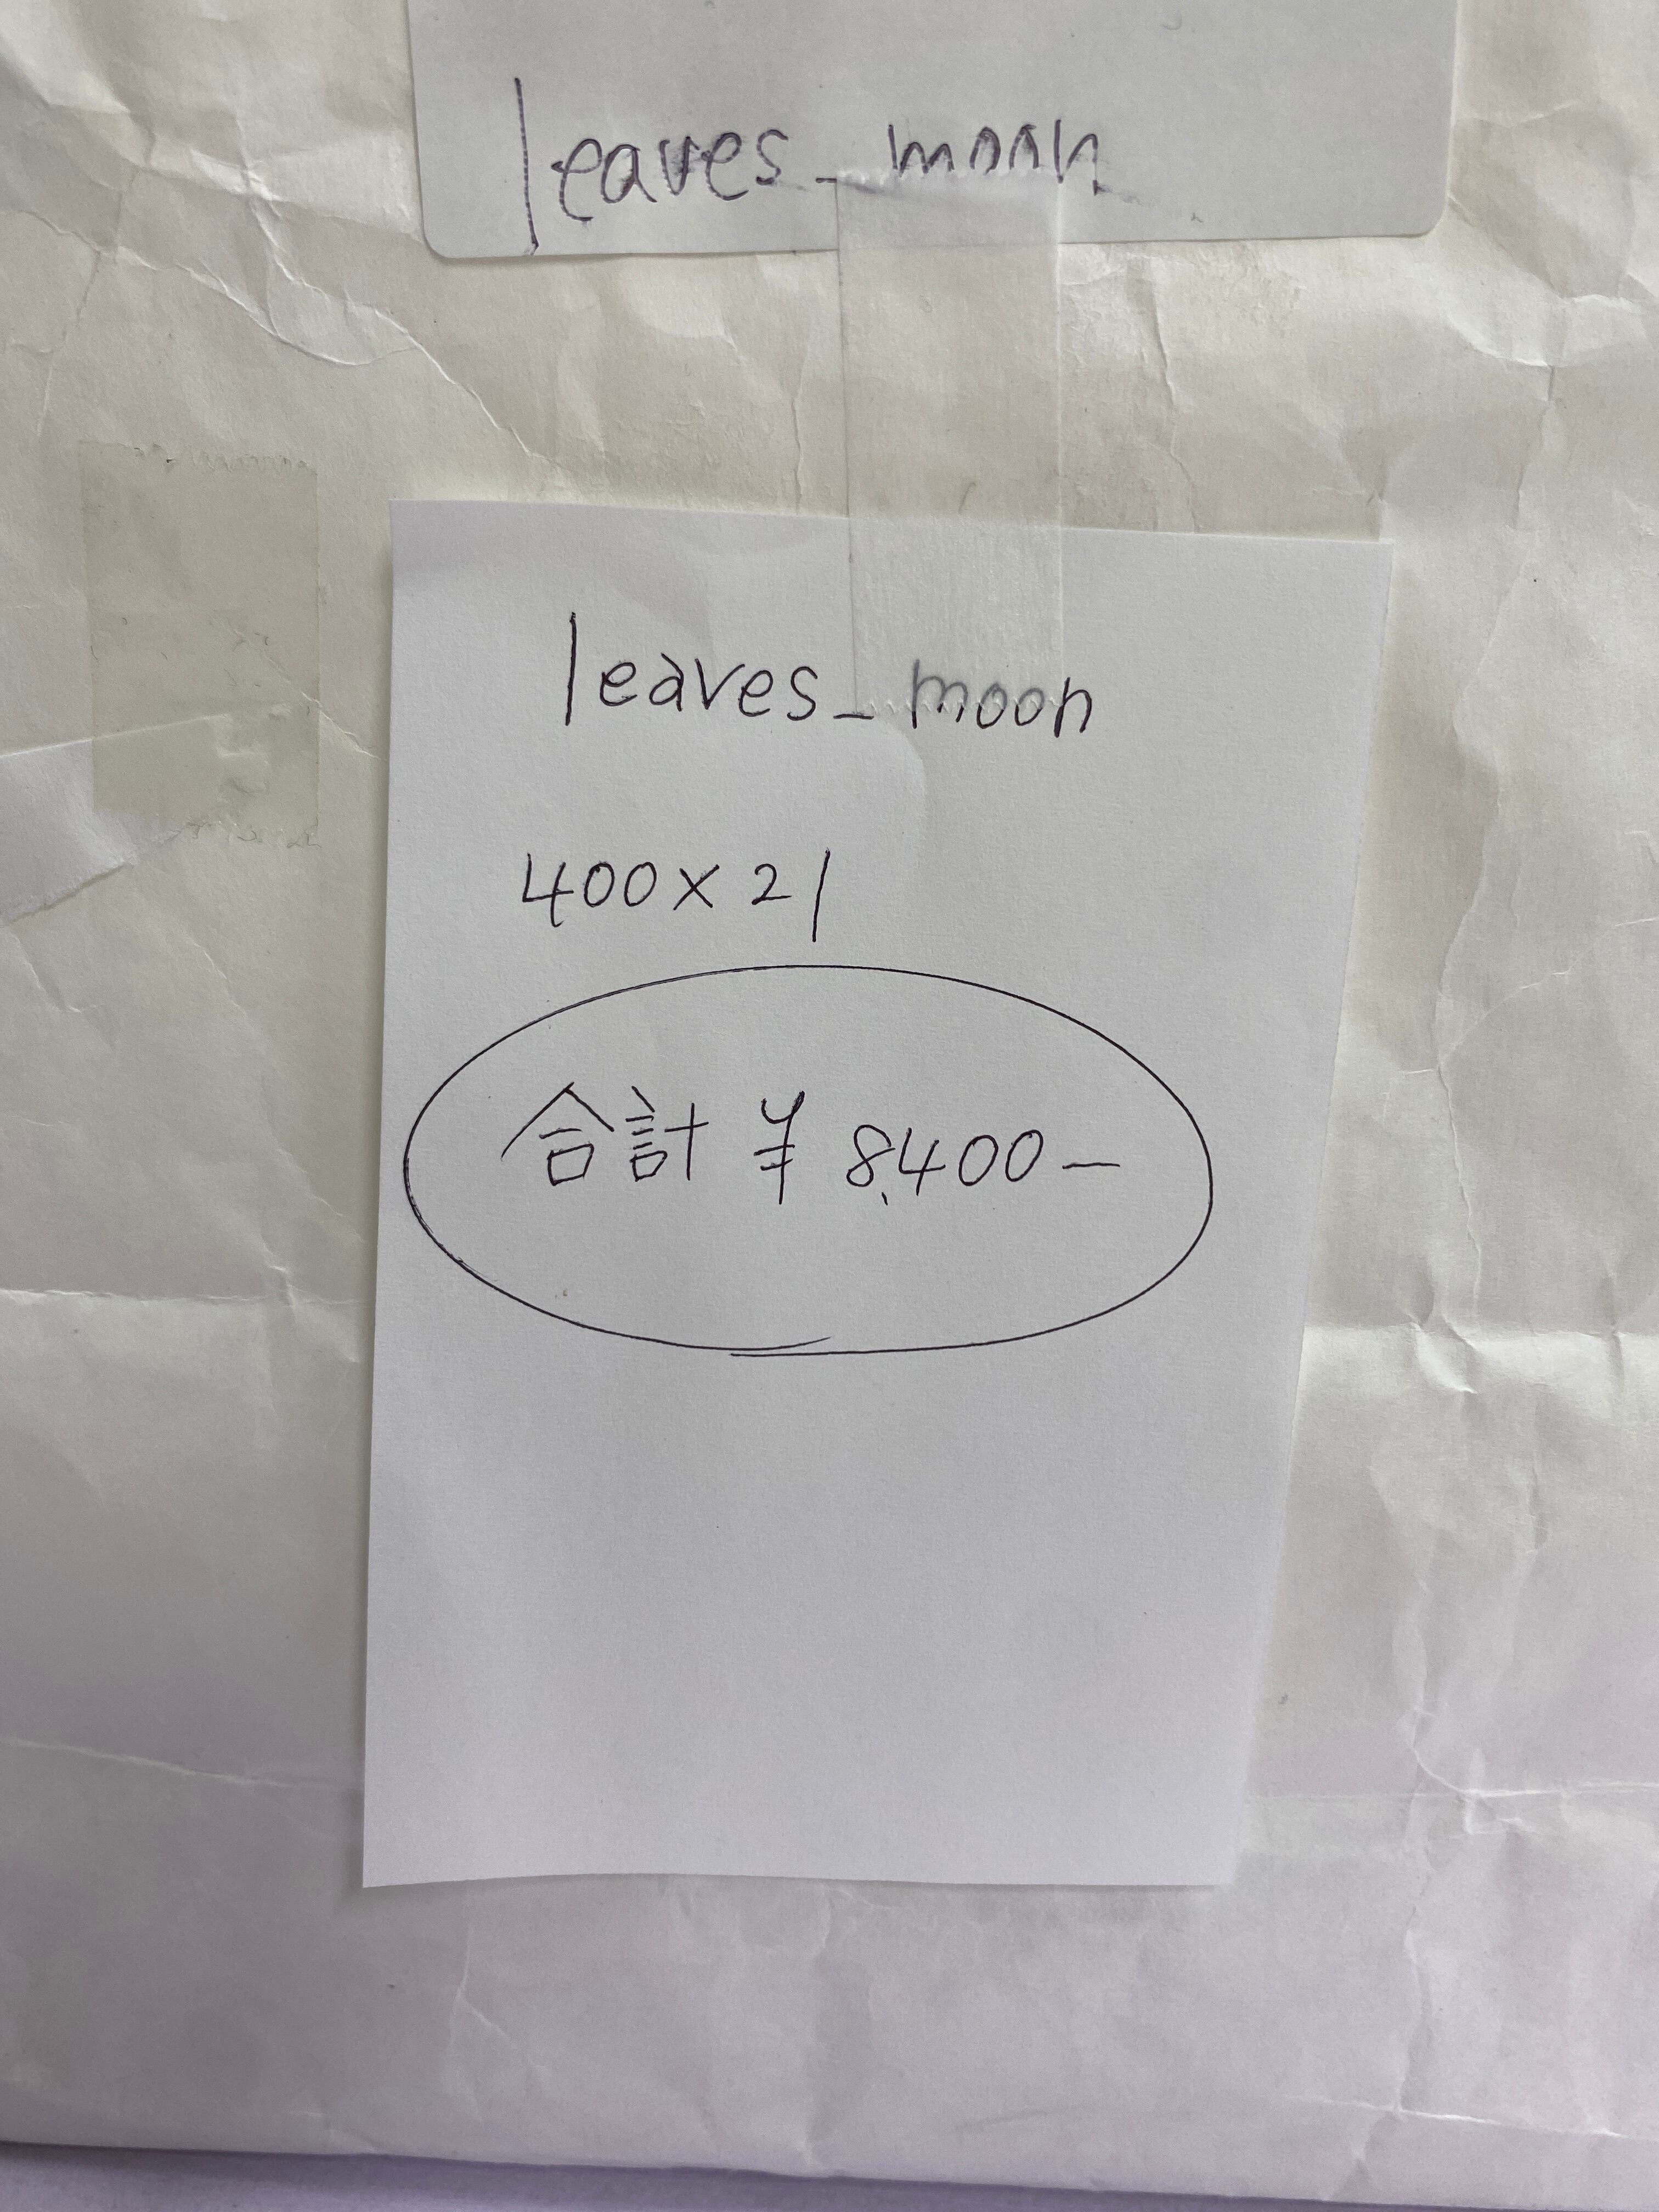 leaves_moon
leaves_moon
400×21
合計 ¥ 8,400−